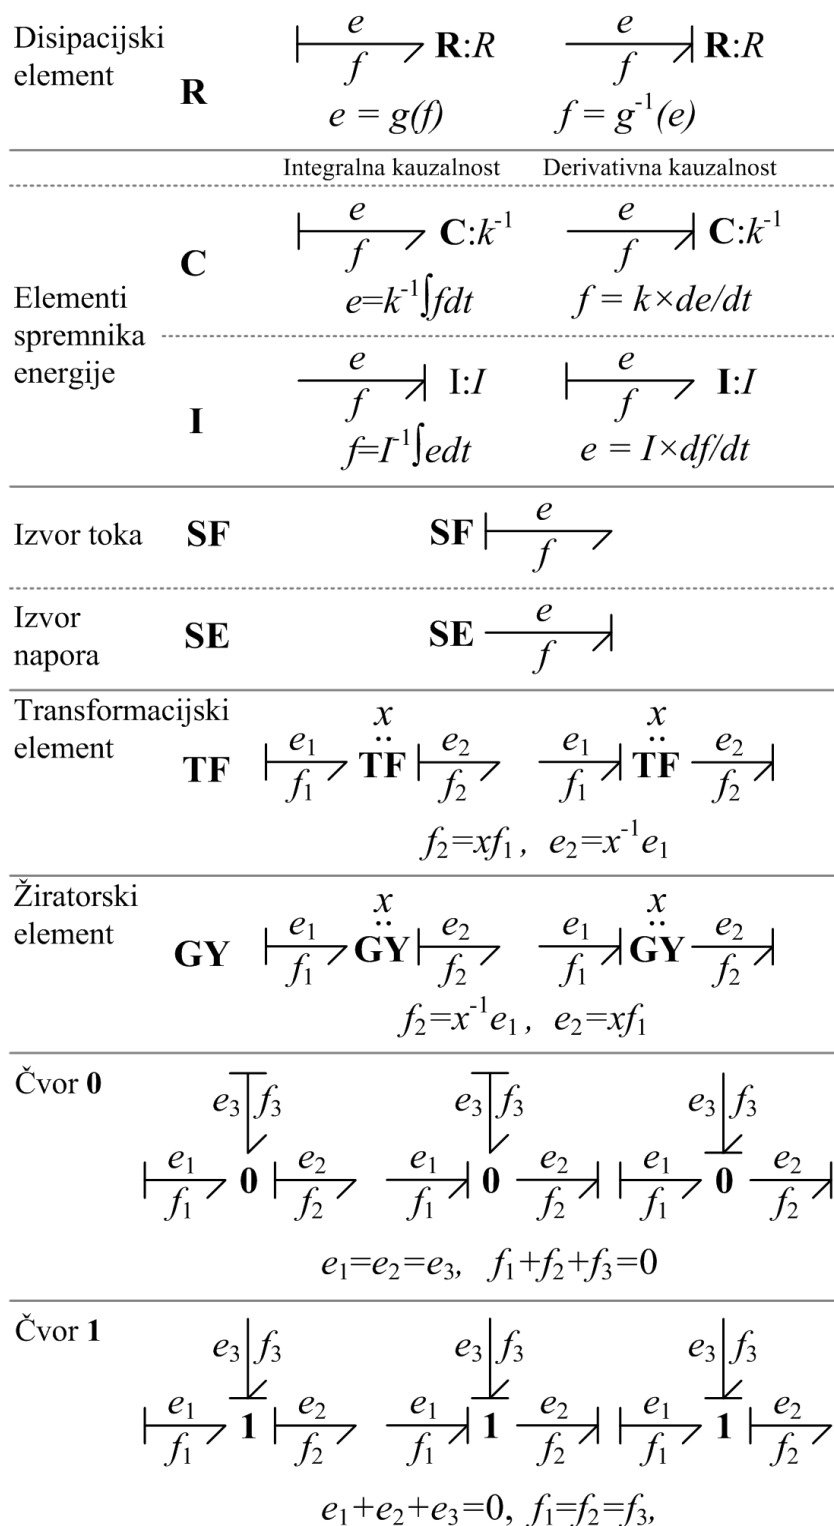 Disipacijski
element
R
e
f
R:R
e
f
R:R
e = g(f)
f = g⁻¹(e)
Integralna kauzalnost
Derivativna kauzalnost
Elementi
spremnika
energije
C
e
f
C:k⁻¹
e
f
C:k⁻¹
e=k⁻¹∫fdt
f = k×de/dt
I
e
f
I:I
e
f
I:I
f=I⁻¹∫edt
e = I×df/dt
Izvor toka
SF
SF
e
f
Izvor
napora
SE
SE
e
f
Transformacijski
element
TF
e₁
f₁
x
..
TF
e₂
f₂
e₁
f₁
x
..
TF
e₂
f₂
f₂=xf₁, e₂=x⁻¹e₁
Žiratorski
element
GY
e₁
f₁
x
..
GY
e₂
f₂
e₁
f₁
x
..
GY
e₂
f₂
f₂=x⁻¹e₁, e₂=xf₁
Čvor 0
e₃ f₃
e₃ f₃
e₃ f₃
e₁
f₁
0
e₂
f₂
e₁
f₁
0
e₂
f₂
e₁
f₁
0
e₂
f₂
e₁=e₂=e₃, f₁+f₂+f₃=0
Čvor 1
e₃ f₃
e₃ f₃
e₃ f₃
e₁
f₁
1
e₂
f₂
e₁
f₁
1
e₂
f₂
e₁
f₁
1
e₂
f₂
e₁+e₂+e₃=0, f₁=f₂=f₃,